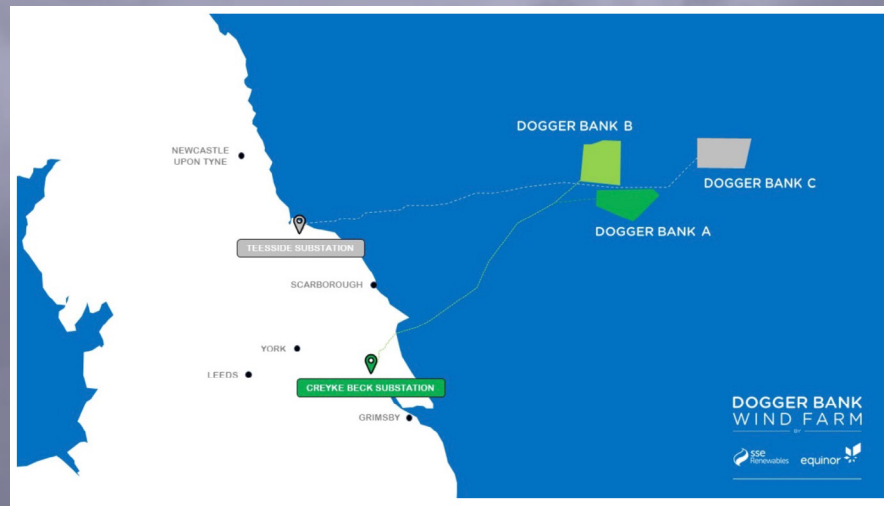 DOGGER BANK B
NEWCASTLE
UPON TYNE
DOGGER BANK C
DOGGER BANK A
TEESSIDE SUBSTATION
SCARBOROUGH
YORK
LEEDS
CREYKE BECK SUBSTATION
GRIMSBY
DOGGER BANK
WIND FARM
BY
sse
Renewables
equinor